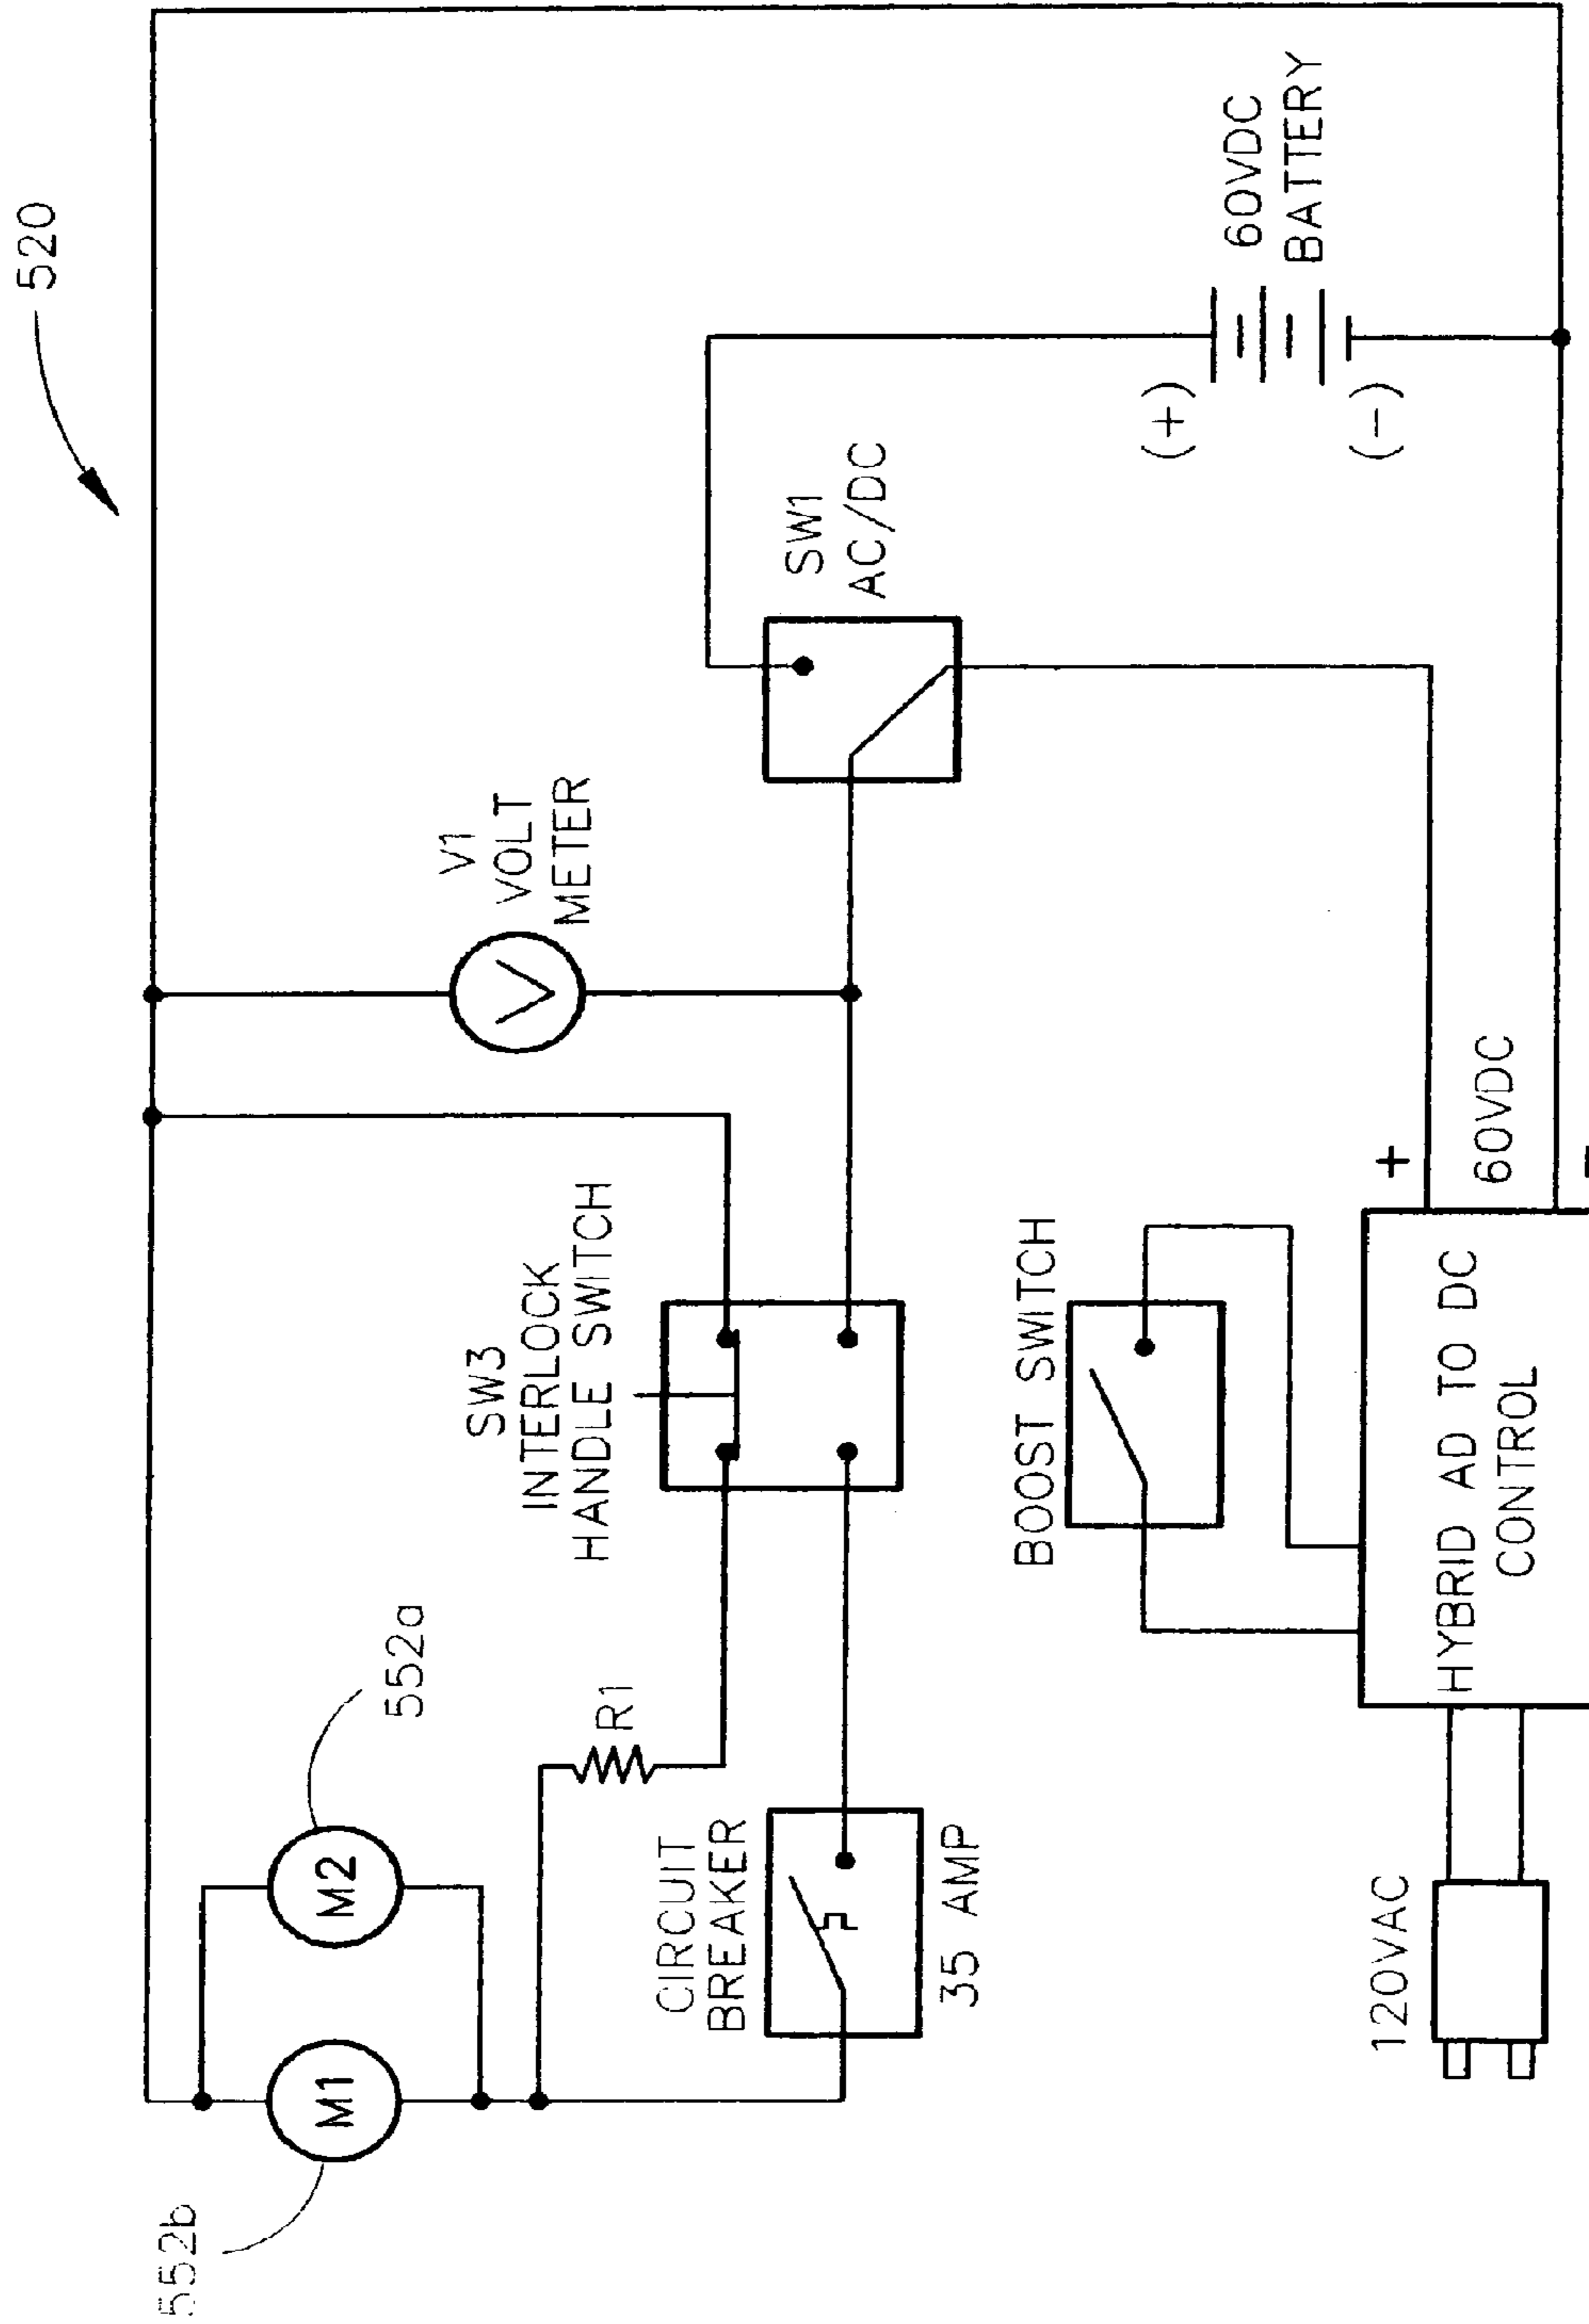 520
V1
VOLT
METER
SW1
AC/DC
60VDC
BATTERY
(+)
(-)
SW3
INTERLOCK
HANDLE SWITCH
552b
M1
M2
552a
R1
CIRCUIT
BREAKER
35 AMP
BOOST SWITCH
120VAC
HYBRID AD TO DC
CONTROL
+
60VDC
-